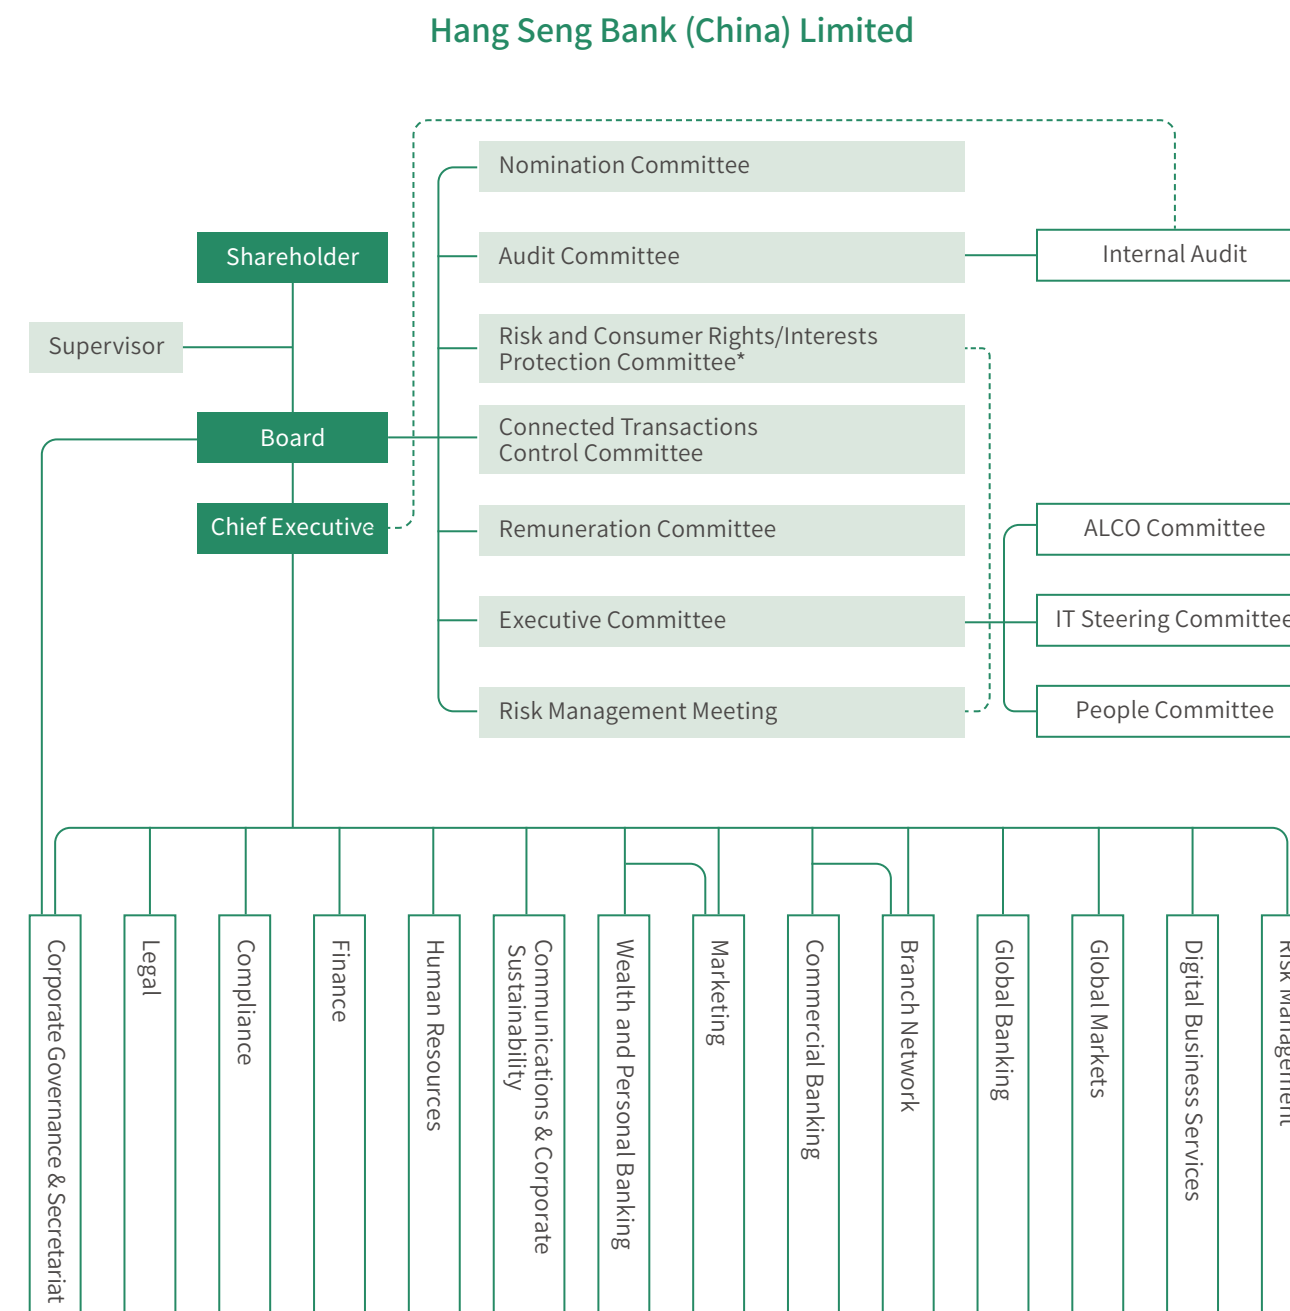 Hang Seng Bank (China) Limited
Nomination Committee
Shareholder
Audit Committee
Internal Audit
Supervisor
Risk and Consumer Rights/Interests
Protection Committee*
Board
Connected Transactions
Control Committee
Chief Executive
Remuneration Committee
ALCO Committee
Executive Committee
IT Steering Committee
Risk Management Meeting
People Committee
Corporate Governance & Secretariat
Legal
Compliance
Finance
Human Resources
Communications & Corporate
Sustainability
Wealth and Personal Banking
Marketing
Commercial Banking
Branch Network
Global Banking
Global Markets
Digital Business Services
Risk Management